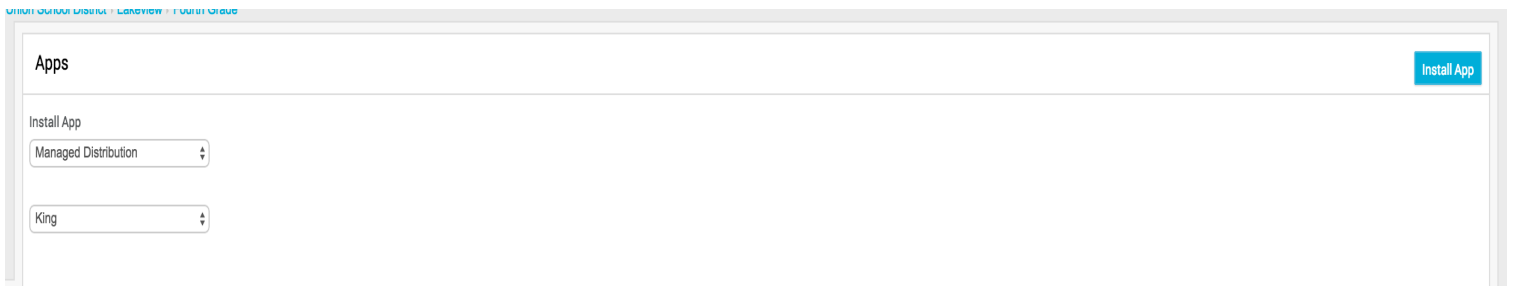 Union School District › Lakeview › Fourth Grade
Apps
Install App
Install App
Managed Distribution
King